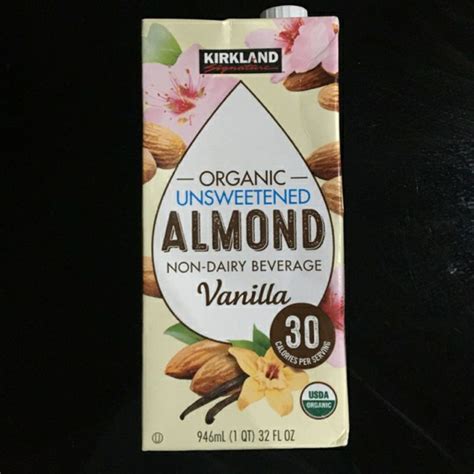 KIRKLAND
Signature
ORGANIC
UNSWEETENED
ALMOND
NON-DAIRY BEVERAGE
Vanilla
30
CALORIES PER SERVING
USDA
ORGANIC
U
946mL (1 QT) 32 FL OZ